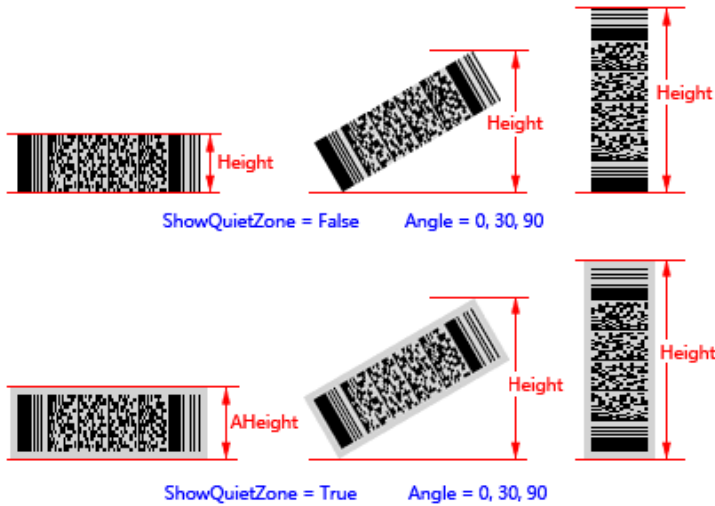 Height
Height
Height
ShowQuietZone = False Angle = 0, 30, 90
Height
Height
AHeight
ShowQuietZone = True Angle = 0, 30, 90